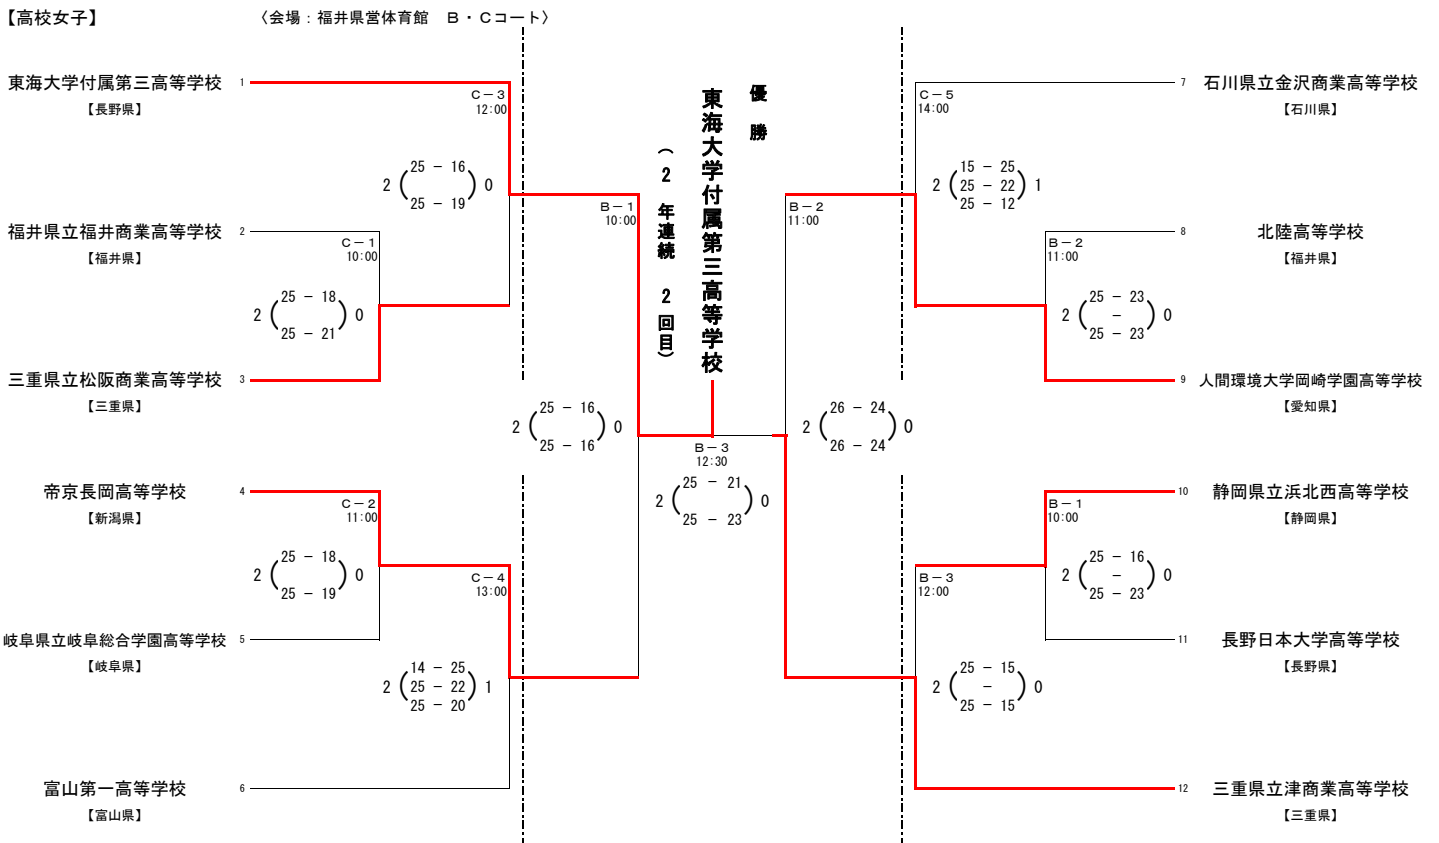 【高校女子】
〈会場：福井県営体育館　Ｂ・Ｃコート〉
東海大学付属第三高等学校
1
【長野県】
Ｃ－３
12:00
2
25 － 16
25 － 19
0
福井県立福井商業高等学校
2
【福井県】
Ｃ－１
10:00
2
25 － 18
25 － 21
0
三重県立松阪商業高等学校
3
【三重県】
Ｂ－１
10:00
2
25 － 16
25 － 16
0
帝京長岡高等学校
4
【新潟県】
Ｃ－２
11:00
2
25 － 18
25 － 19
0
岐阜県立岐阜総合学園高等学校
5
【岐阜県】
Ｃ－４
13:00
2
14 － 25
25 － 22
25 － 20
1
富山第一高等学校
6
【富山県】
優　勝
東海大学付属第三高等学校
（ 2 年連続 2 回目）
Ｂ－３
12:30
2
25 － 21
25 － 23
0
7
石川県立金沢商業高等学校
【石川県】
Ｃ－５
14:00
2
15 － 25
25 － 22
25 － 12
1
8
北陸高等学校
【福井県】
Ｂ－２
11:00
2
25 － 23
－
25 － 23
0
9
人間環境大学岡崎学園高等学校
【愛知県】
Ｂ－２
11:00
2
26 － 24
26 － 24
0
10
静岡県立浜北西高等学校
【静岡県】
Ｂ－１
10:00
2
25 － 16
－
25 － 23
0
11
長野日本大学高等学校
【長野県】
Ｂ－３
12:00
2
25 － 15
－
25 － 15
0
12
三重県立津商業高等学校
【三重県】